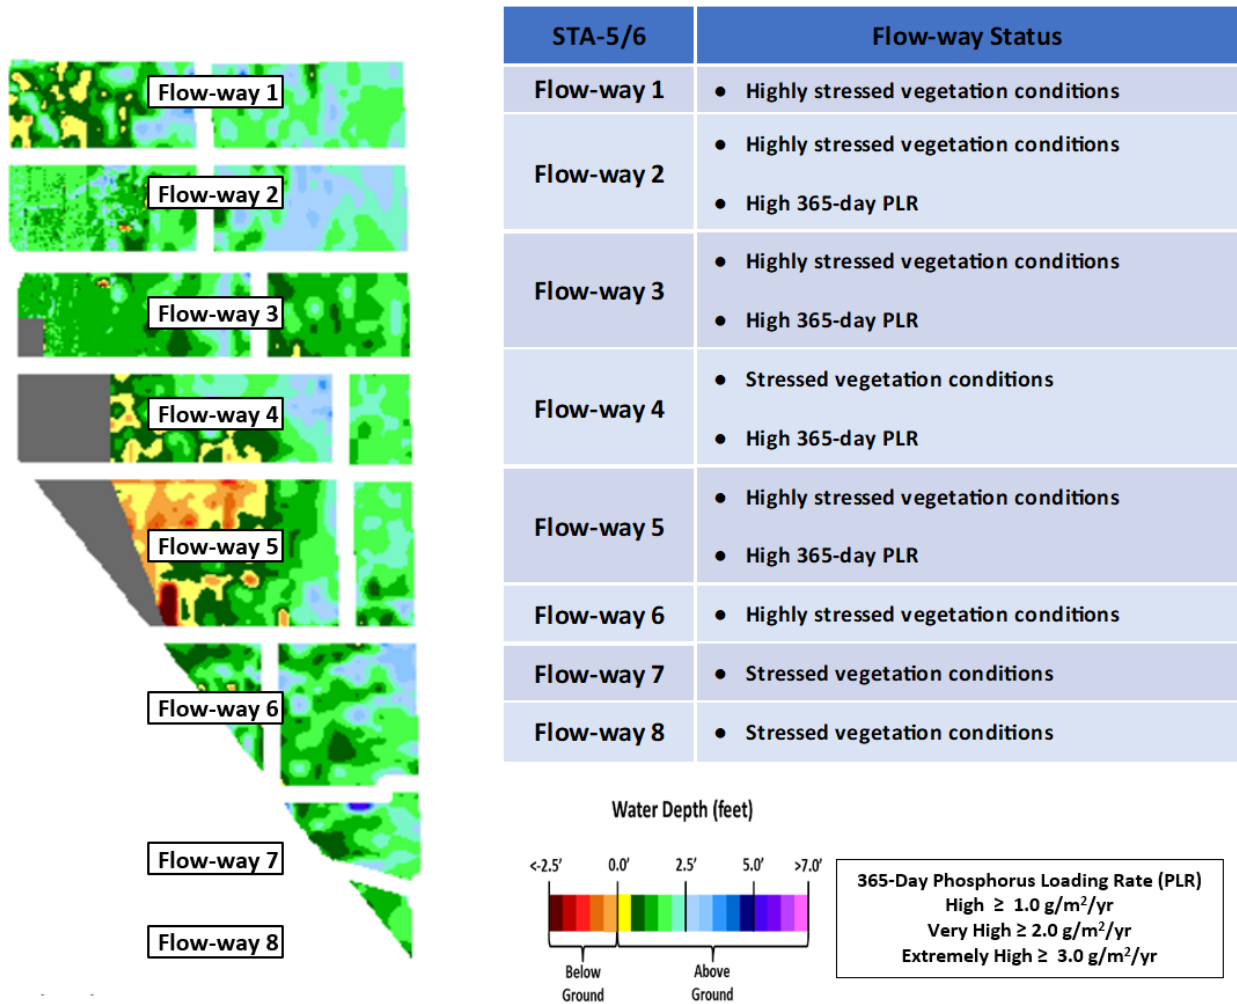 Flow-way 1
Flow-way 2
Flow-way 3
Flow-way 4
Flow-way 5
Flow-way 6
Flow-way 7
Flow-way 8
STA-5/6 Flow-way Status
Flow-way 1 ● Highly stressed vegetation conditions
Flow-way 2 ● Highly stressed vegetation conditions
● High 365-day PLR
Flow-way 3 ● Highly stressed vegetation conditions
● High 365-day PLR
Flow-way 4 ● Stressed vegetation conditions
● High 365-day PLR
Flow-way 5 ● Highly stressed vegetation conditions
● High 365-day PLR
Flow-way 6 ● Highly stressed vegetation conditions
Flow-way 7 ● Stressed vegetation conditions
Flow-way 8 ● Stressed vegetation conditions
Water Depth (feet)
<-2.5' 0.0' 2.5' 5.0' >7.0'
Below Ground
Above Ground
365-Day Phosphorus Loading Rate (PLR)
High ≥ 1.0 g/m²/yr
Very High ≥ 2.0 g/m²/yr
Extremely High ≥ 3.0 g/m²/yr